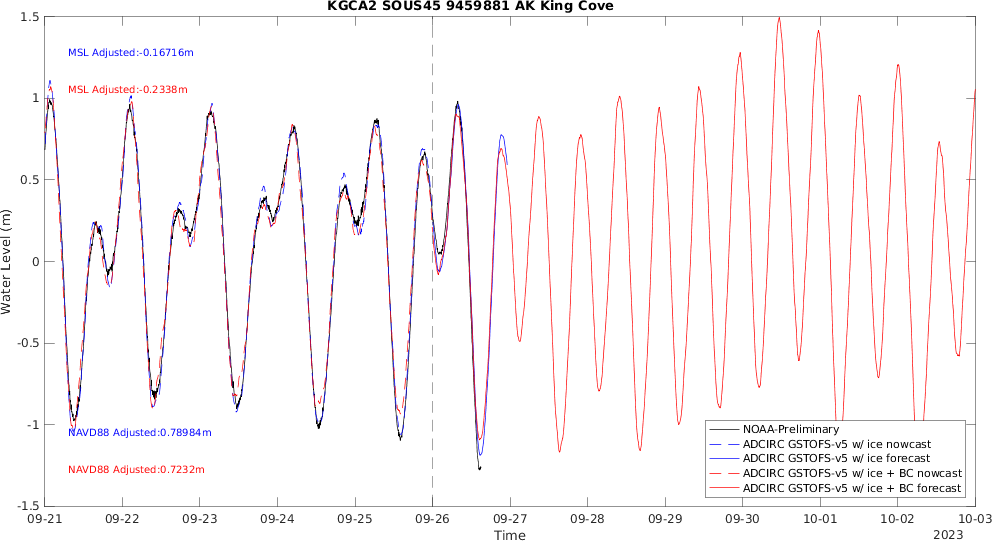 KGCA2 SOUS45 9459881 AK King Cove
Water Level (m)
1.5
1
0.5
0
-0.5
-1
-1.5
MSL Adjusted:-0.16716m
MSL Adjusted:-0.2338m
NAVD88 Adjusted:0.78984m
NAVD88 Adjusted:0.7232m
NOAA-Preliminary
ADCIRC GSTOFS-v5 w/ ice nowcast
ADCIRC GSTOFS-v5 w/ ice forecast
ADCIRC GSTOFS-v5 w/ ice + BC nowcast
ADCIRC GSTOFS-v5 w/ ice + BC forecast
09-21 09-22 09-23 09-24 09-25 09-26 09-27 09-28 09-29 09-30 10-01 10-02 10-03
Time
2023